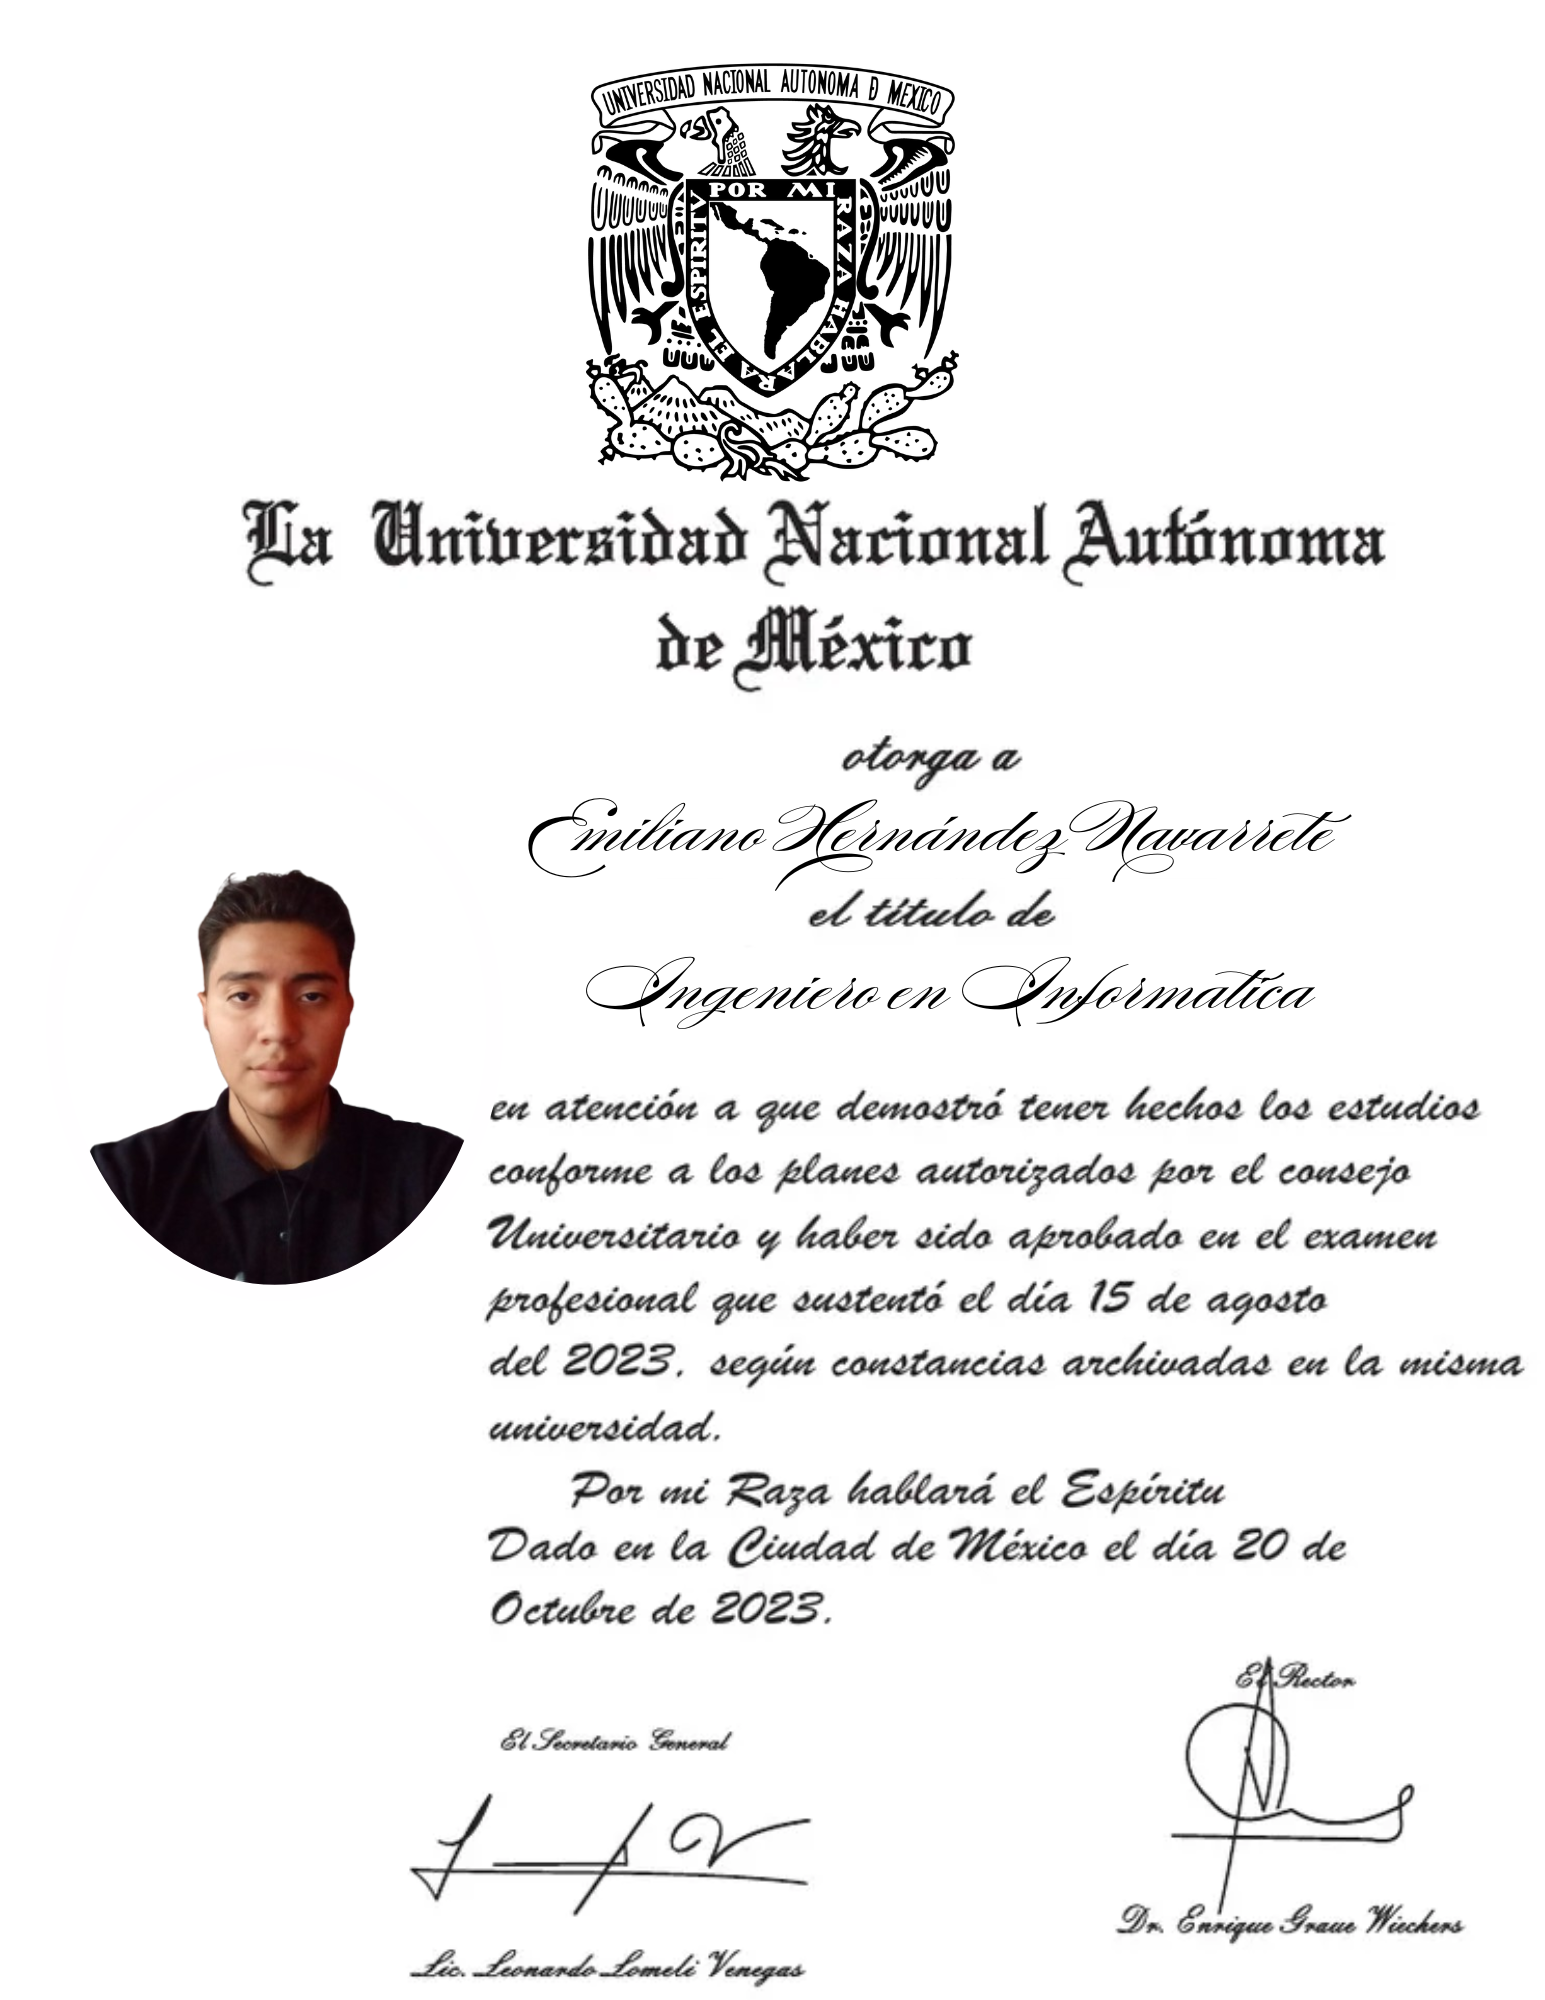 UNIVERSIDAD NACIONAL AUTONOMA D MEXICO
POR MI RAZA HABLARA EL ESPIRITV
La Universidad Nacional Autónoma
de México
otorga a
Emiliano Hernández Navarrete
el título de
Ingeniero en Informatica
en atención a que demostró tener hechos los estudios
conforme a los planes autorizados por el consejo
Universitario y haber sido aprobado en el examen
profesional que sustentó el día 15 de agosto
del 2023, según constancias archivadas en la misma
universidad.
Por mi Raza hablará el Espíritu
Dado en la Ciudad de México el día 20 de
Octubre de 2023.
El Rector
El Secretario General
Dr. Enrique Graue Wiechers
Lic. Leonardo Lomelí Venegas